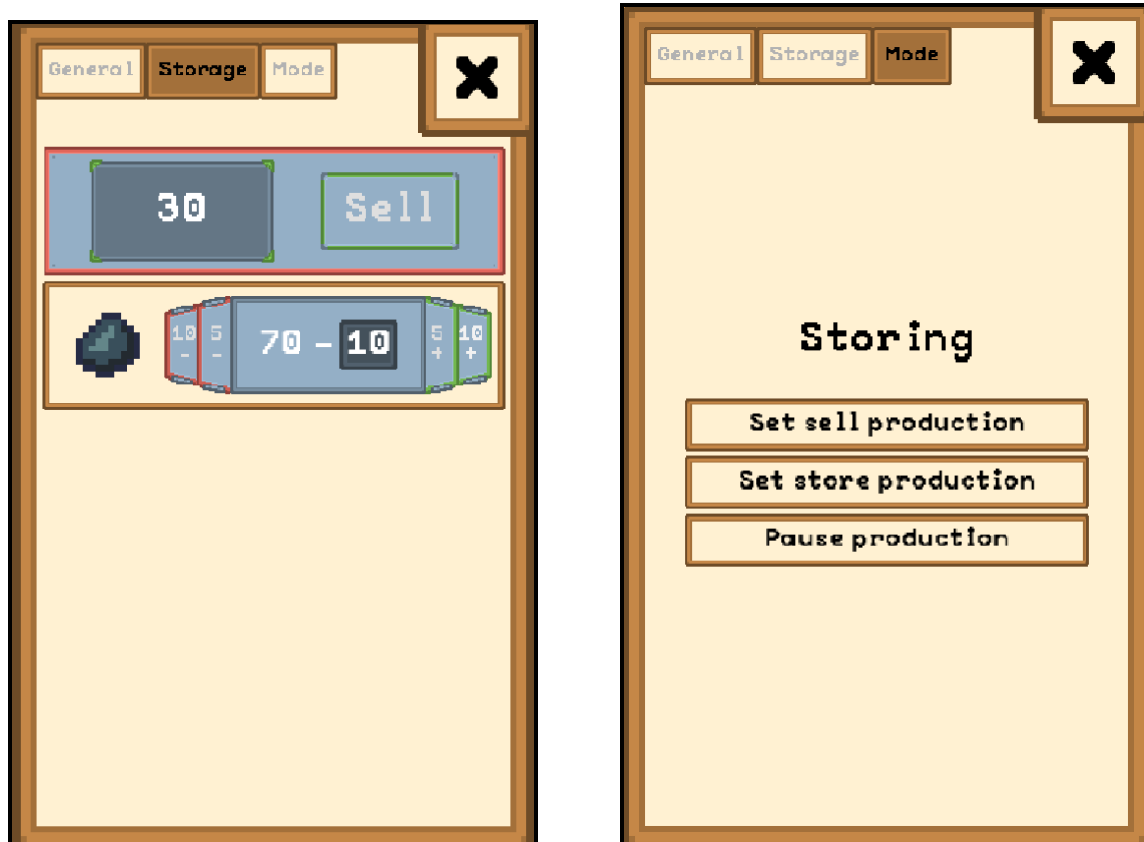 General Storage Mode
30 Sell
10 - 5 - 70 - 10 5 + 10 +
General Storage Mode
Storing
Set sell production
Set store production
Pause production